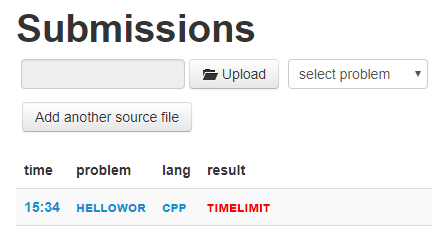 Submissions
Upload select problem
Add another source file
time problem lang result
15:34 HELLOWOR CPP TIMELIMIT